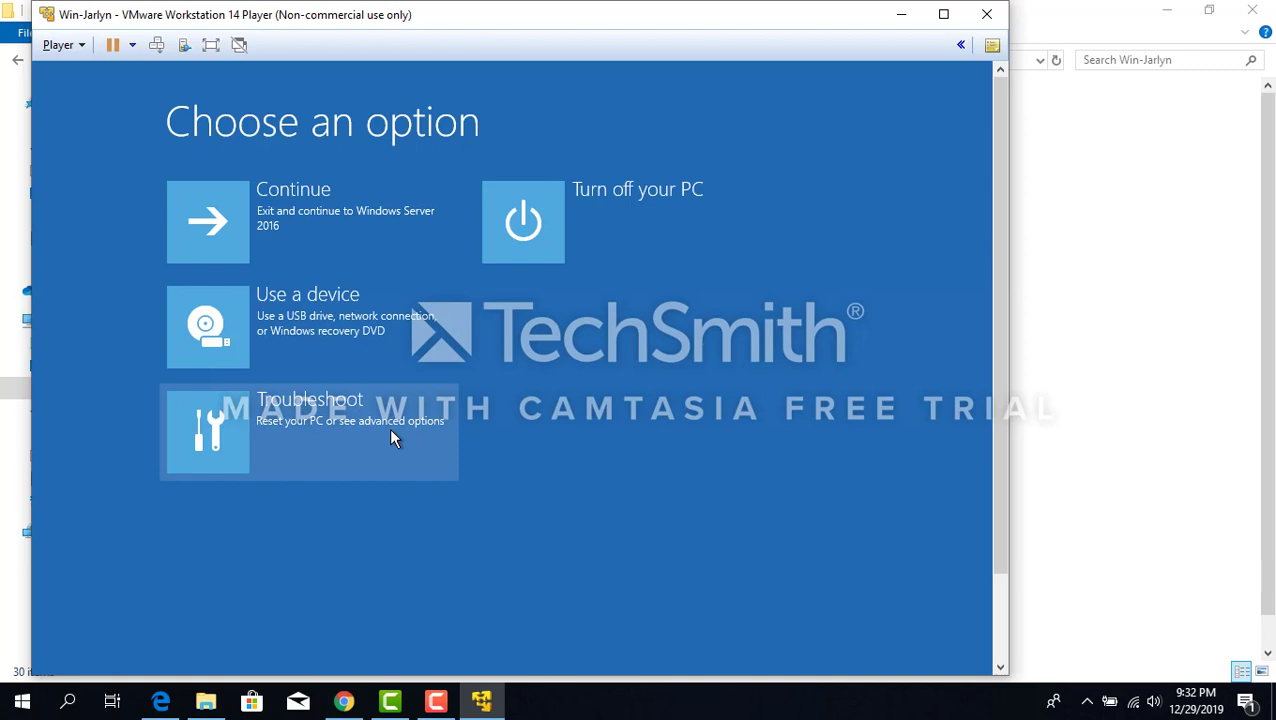 Win-Jarlyn - VMware Workstation 14 Player (Non-commercial use only)
Player
Search Win-Jarlyn
Choose an option
Continue
Exit and continue to Windows Server
2016
Turn off your PC
Use a device
Use a USB drive, network connection,
or Windows recovery DVD
TechSmith®
Troubleshoot
MADE WITH CAMTASIA FREE TRIAL
Reset your PC or see advanced options
9:32 PM
12/29/2019
1